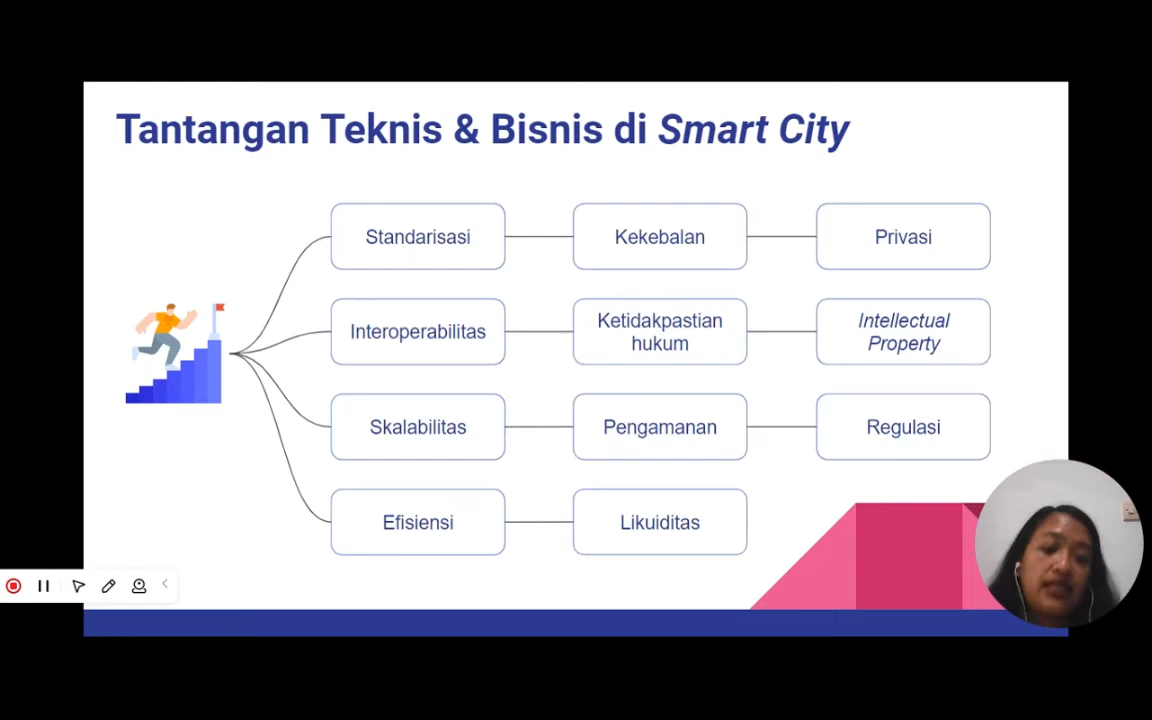 Tantangan Teknis & Bisnis di Smart City
Standarisasi
Kekebalan
Privasi
Interoperabilitas
Ketidakpastian
hukum
Intellectual
Property
Skalabilitas
Pengamanan
Regulasi
Efisiensi
Likuiditas